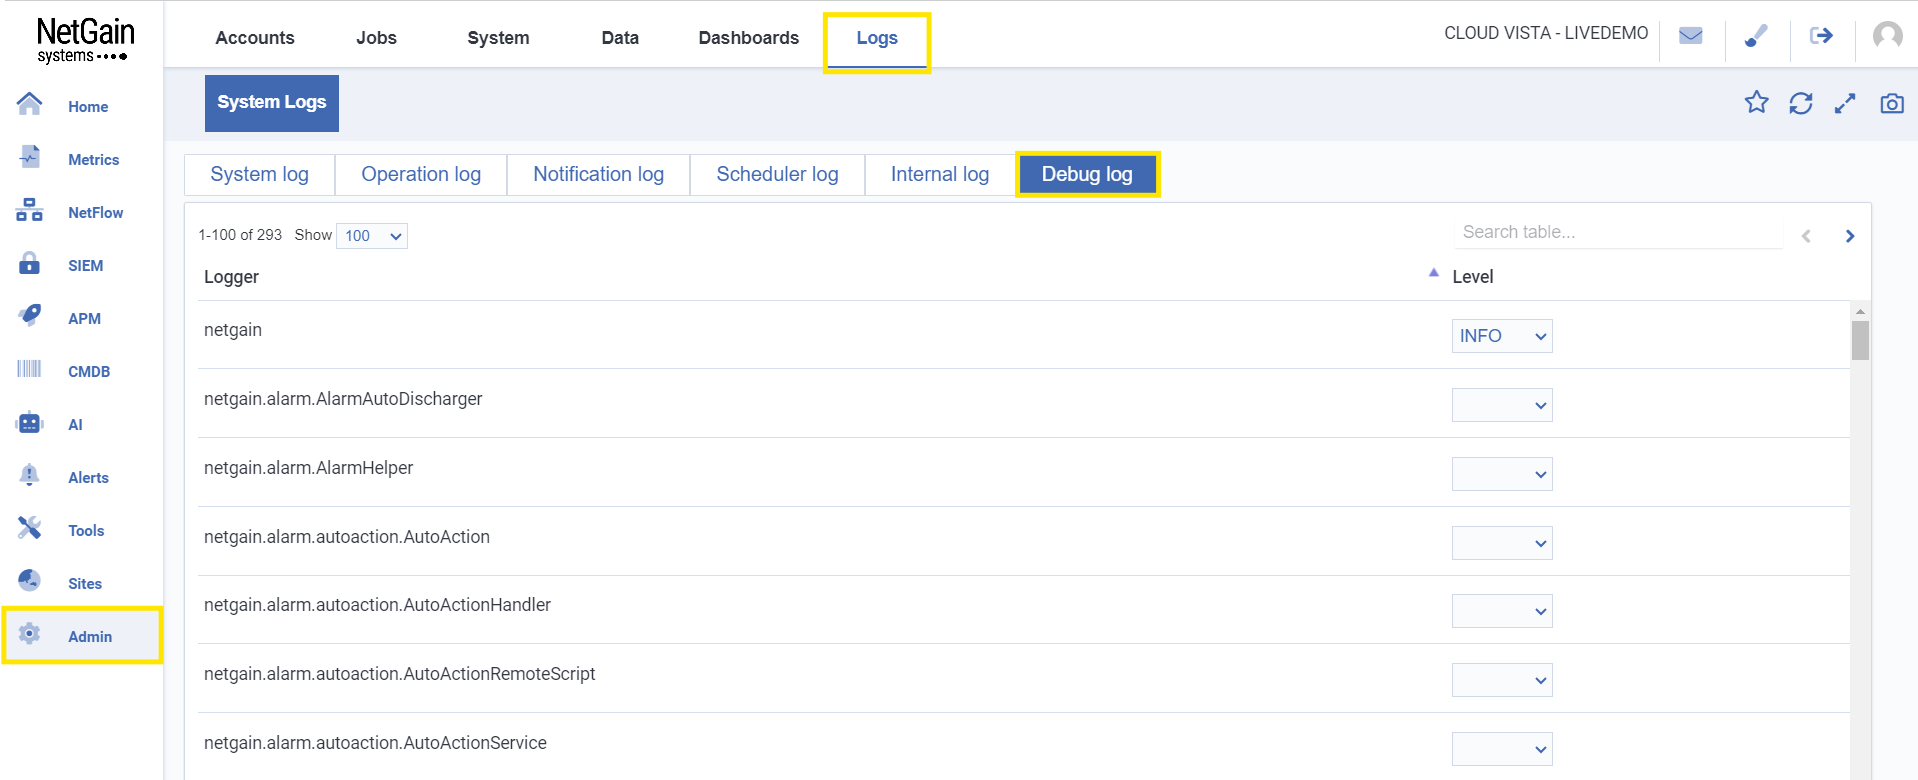 NetGain
systems
Accounts Jobs System Data Dashboards Logs CLOUD VISTA - LIVEDEMO
System Logs
Home
Metrics
NetFlow
SIEM
APM
CMDB
AI
Alerts
Tools
Sites
Admin
System log Operation log Notification log Scheduler log Internal log Debug log
1-100 of 293 Show 100 Search table...
Logger Level
netgain INFO
netgain.alarm.AlarmAutoDischarger
netgain.alarm.AlarmHelper
netgain.alarm.autoaction.AutoAction
netgain.alarm.autoaction.AutoActionHandler
netgain.alarm.autoaction.AutoActionRemoteScript
netgain.alarm.autoaction.AutoActionService